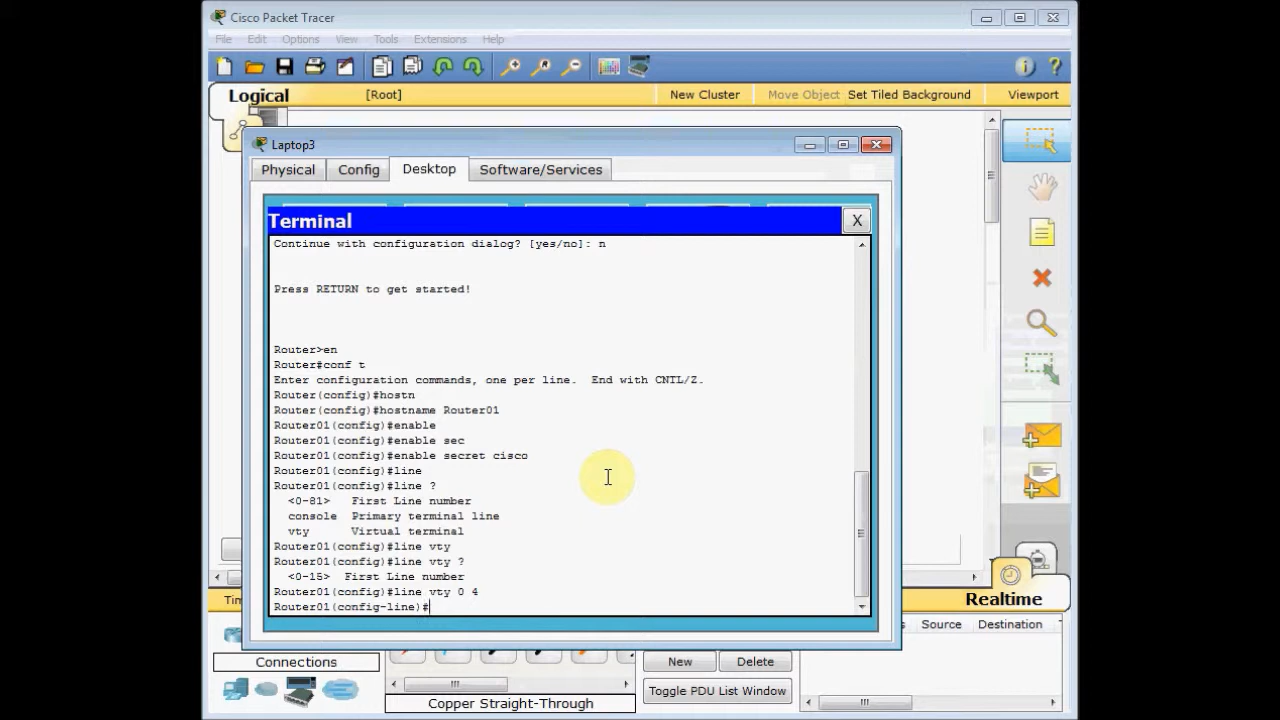 Cisco Packet Tracer
File Edit Options View Tools Extensions Help
Logical [Root] New Cluster Move Object Set Tiled Background Viewport
Laptop3
Physical Config Desktop Software/Services
Terminal X
Continue with configuration dialog? [yes/no]: n
Press RETURN to get started!
Router>en
Router#conf t
Enter configuration commands, one per line. End with CNTL/Z.
Router(config)#hostn
Router(config)#hostname Router01
Router01(config)#enable
Router01(config)#enable sec
Router01(config)#enable secret cisco
Router01(config)#line
Router01(config)#line ?
<0-81> First Line number
console Primary terminal line
vty Virtual terminal
Router01(config)#line vty
Router01(config)#line vty ?
<0-15> First Line number
Router01(config)#line vty 0 4
Router01(config-line)#
Realtime
Source Destination
Connections
New Delete
Toggle PDU List Window
Copper Straight-Through